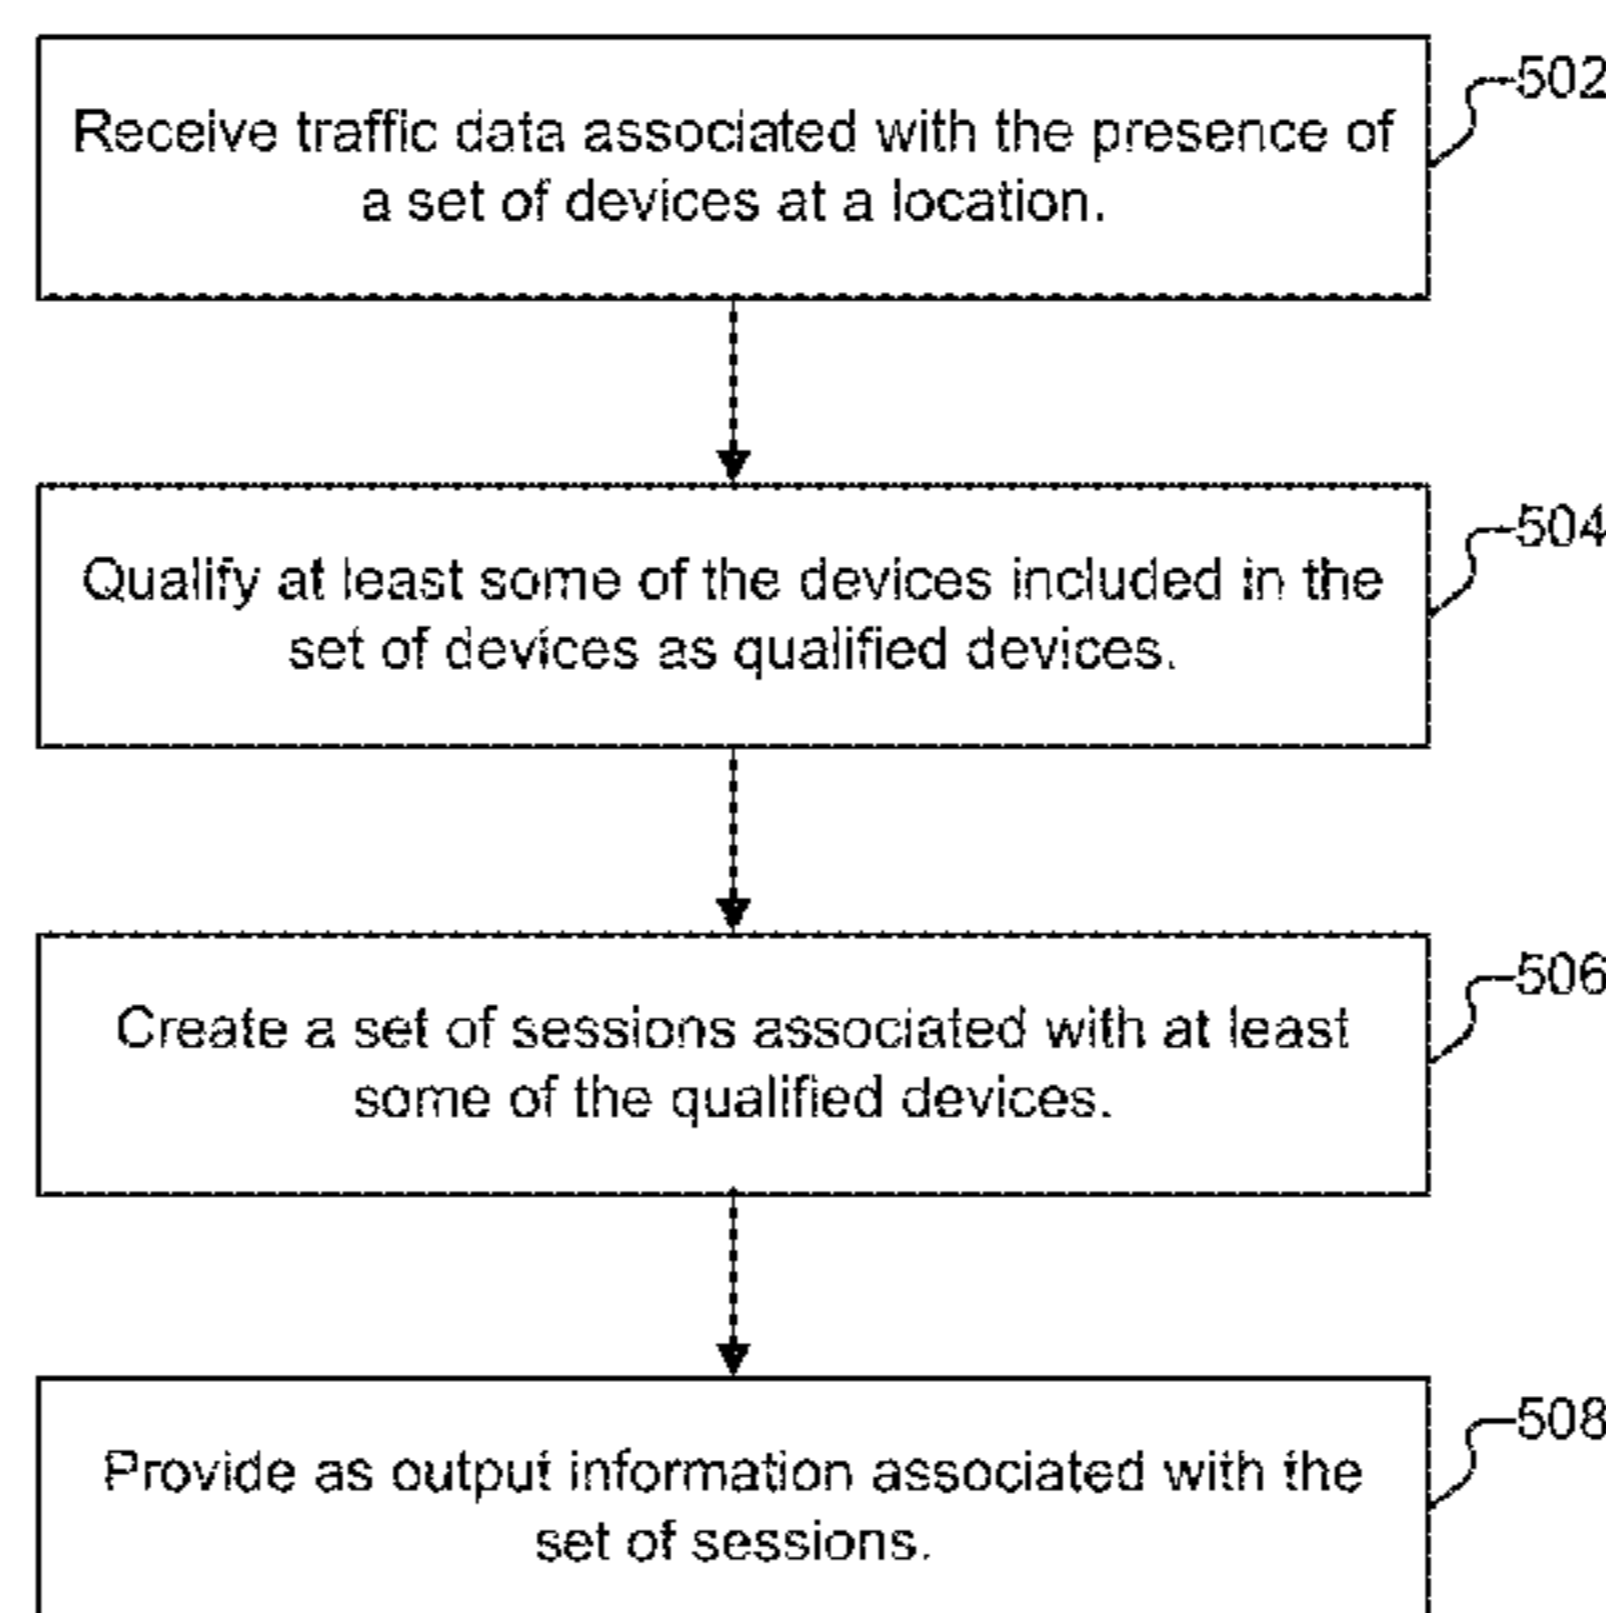 502
Receive traffic data associated with the presence of
a set of devices at a location.
504
Qualify at least some of the devices included in the
set of devices as qualified devices.
506
Create a set of sessions associated with at least
some of the qualified devices.
508
Provide as output information associated with the
set of sessions.